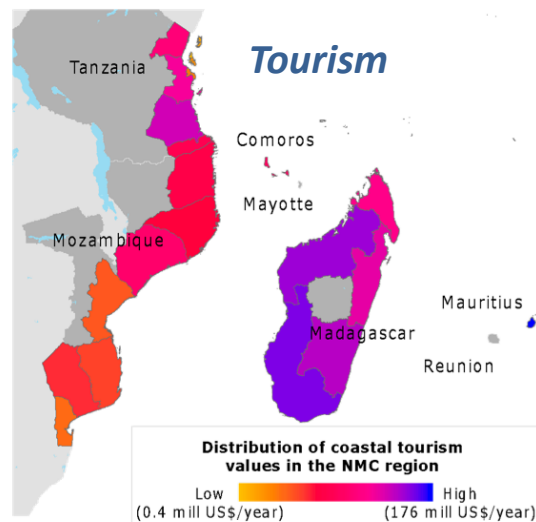 Tourism
Tanzania
Comoros
Mayotte
Mozambique
Mauritius
Madagascar
Reunion
Distribution of coastal tourism
values in the NMC region
Low
(0.4 mill US$/year)
High
(176 mill US$/year)